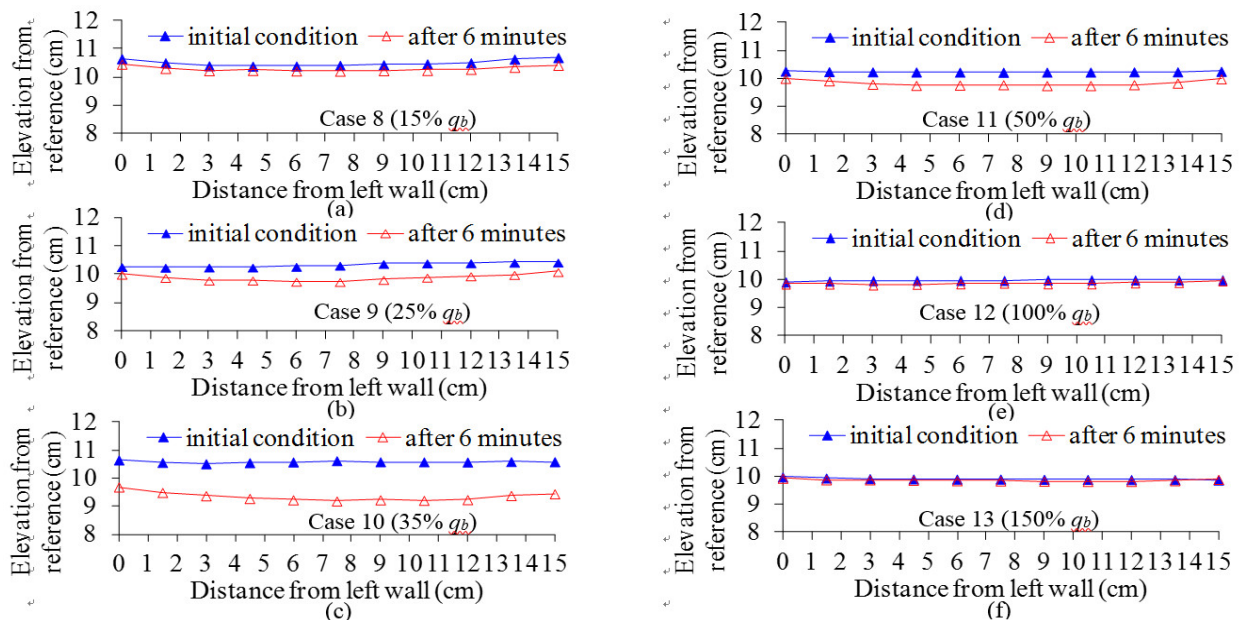 Elevation from
reference (cm)
12
11
10
9
8
initial condition
after 6 minutes
Case 8 (15% qb)
0 1 2 3 4 5 6 7 8 9 10 11 12 13 14 15
Distance from left wall (cm)
(a)
Elevation from
reference (cm)
12
11
10
9
8
initial condition
after 6 minutes
Case 9 (25% qb)
0 1 2 3 4 5 6 7 8 9 10 11 12 13 14 15
Distance from left wall (cm)
(b)
Elevation from
reference (cm)
12
11
10
9
8
initial condition
after 6 minutes
Case 10 (35% qb)
0 1 2 3 4 5 6 7 8 9 10 11 12 13 14 15
Distance from left wall (cm)
(c)
Elevation from
reference (cm)
12
11
10
9
8
initial condition
after 6 minutes
Case 11 (50% qb)
0 1 2 3 4 5 6 7 8 9 10 11 12 13 14 15
Distance from left wall (cm)
(d)
Elevation from
reference (cm)
12
11
10
9
8
initial condition
after 6 minutes
Case 12 (100% qb)
0 1 2 3 4 5 6 7 8 9 10 11 12 13 14 15
Distance from left wall (cm)
(e)
Elevation from
reference (cm)
12
11
10
9
8
initial condition
after 6 minutes
Case 13 (150% qb)
0 1 2 3 4 5 6 7 8 9 10 11 12 13 14 15
Distance from left wall (cm)
(f)